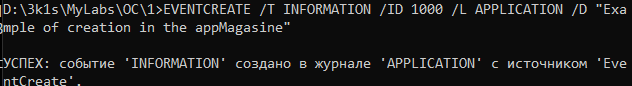 D:\3k1s\MyLabs\OC\1>EVENTCREATE /T INFORMATION /ID 1000 /L APPLICATION /D "Exa
mple of creation in the appMagasine"
УСПЕХ: событие 'INFORMATION' создано в журнале 'APPLICATION' с источником 'Eve
ntCreate'.